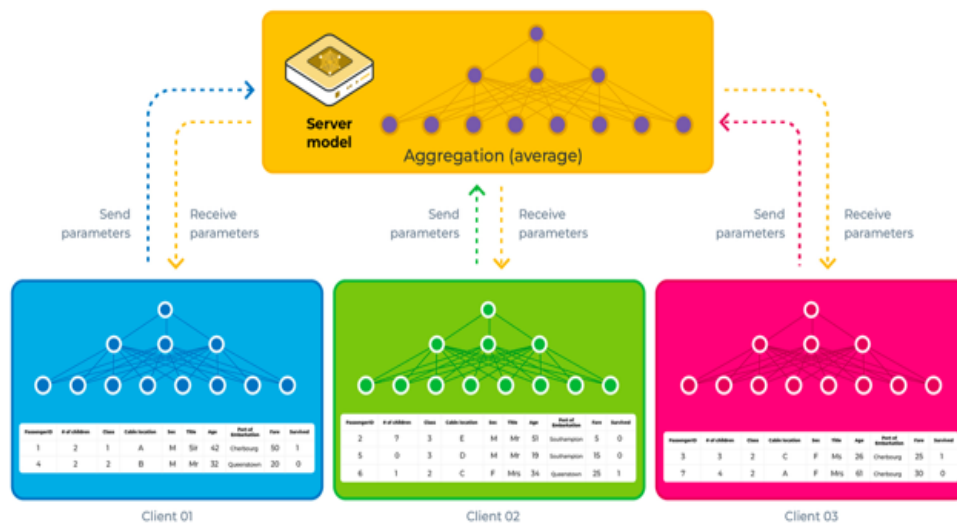 Server
model
Aggregation (average)
Send
parameters
Receive
parameters
Send
parameters
Receive
parameters
Send
parameters
Receive
parameters
PassengerID # of children Class Cabin location Sex Title Age Port of Embarkation Fare Survived
1 2 1 A M Sir 42 Cherbourg 50 1
4 2 2 B M Mr 32 Queenstown 20 0
PassengerID # of children Class Cabin location Sex Title Age Port of Embarkation Fare Survived
2 7 3 E M Mr 51 Southampton 5 0
5 0 3 D M Mr 19 Southampton 15 0
6 1 2 C F Mrs 34 Queenstown 25 1
PassengerID # of children Class Cabin location Sex Title Age Port of Embarkation Fare Survived
3 3 2 C F Ms 26 Cherbourg 25 1
7 4 2 A F Mrs 61 Cherbourg 30 0
Client 01
Client 02
Client 03